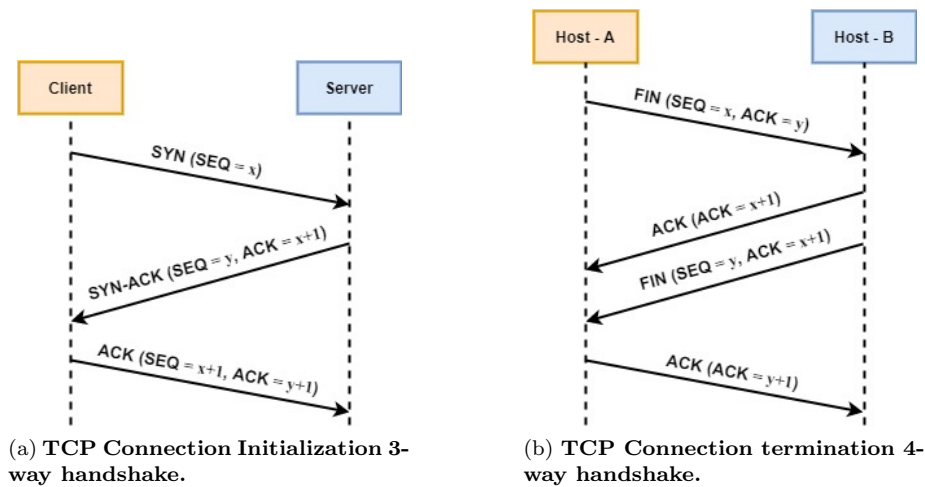 Client
Server
SYN (SEQ = x)
SYN-ACK (SEQ = y, ACK = x+1)
ACK (SEQ = x+1, ACK = y+1)
(a) TCP Connection Initialization 3-
way handshake.
Host - A
Host - B
FIN (SEQ = x, ACK = y)
ACK (ACK = x+1)
FIN (SEQ = y, ACK = x+1)
ACK (ACK = y+1)
(b) TCP Connection termination 4-
way handshake.